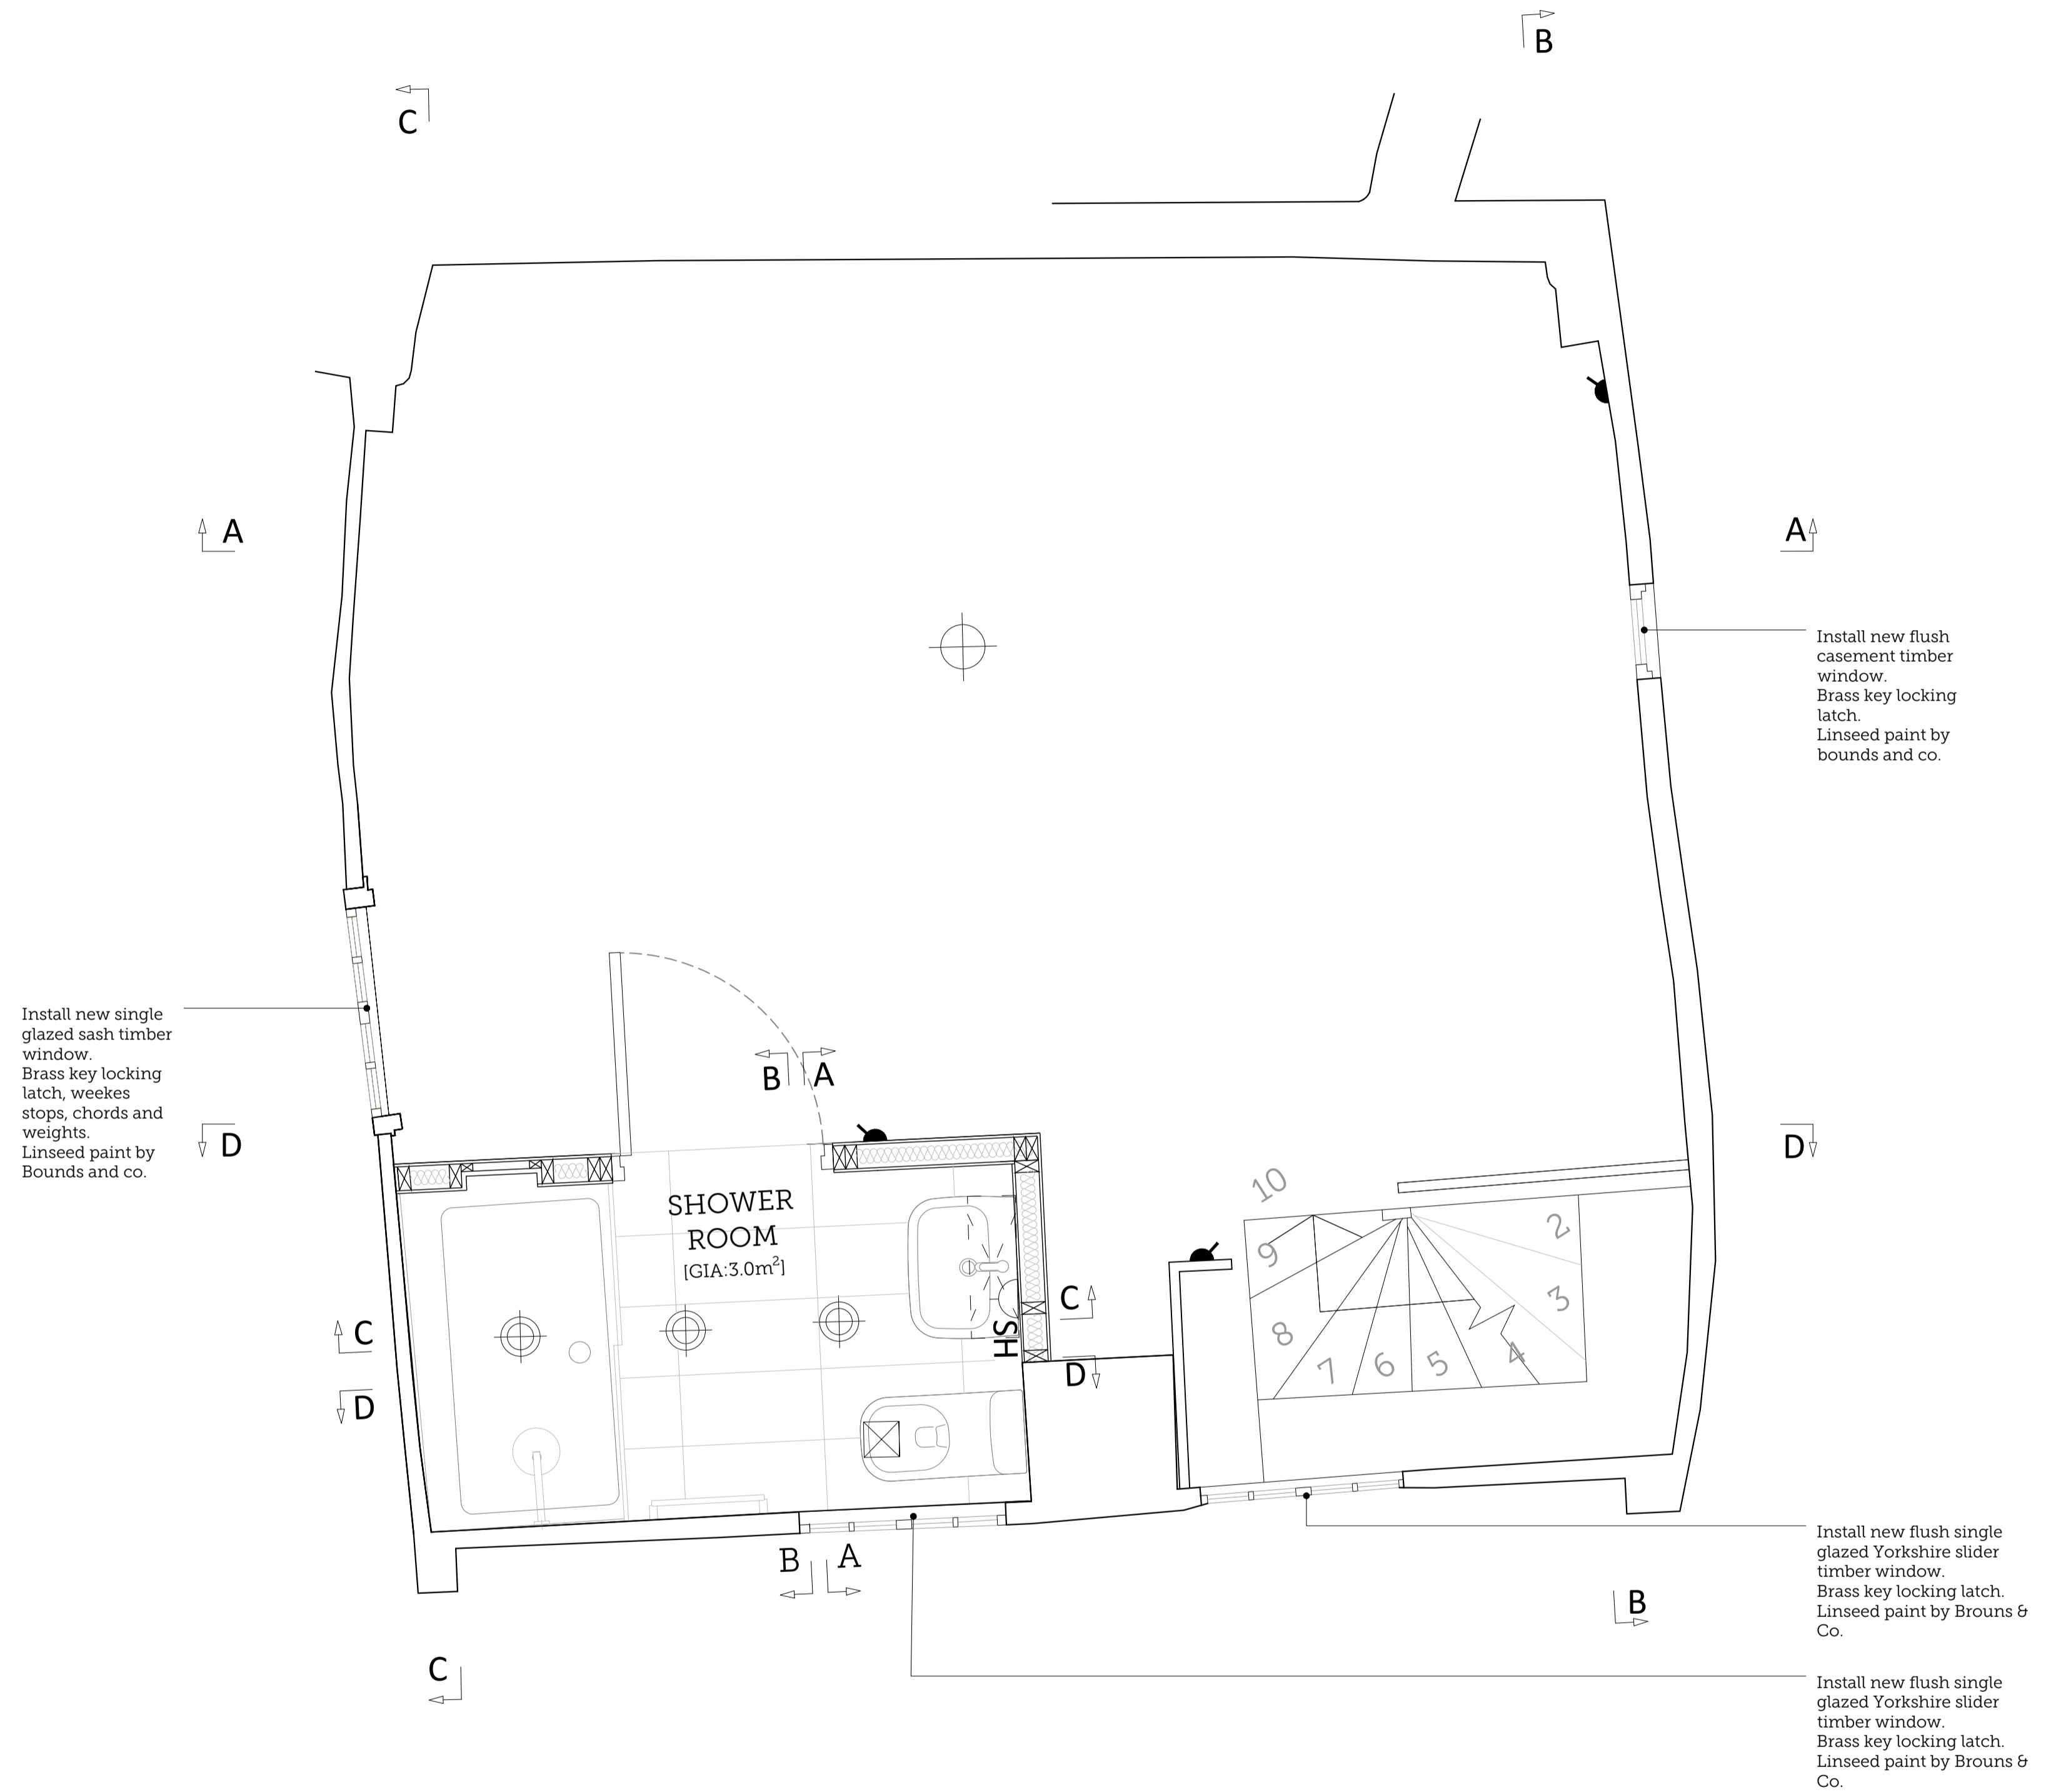 B
C
A
A
Install new flush
casement timber
window.
Brass key locking
latch.
Linseed paint by
bounds and co.
Install new single
glazed sash timber
window.
Brass key locking
latch, weekes
stops, chords and
weights.
Linseed paint by
Bounds and co.
B A
D
D
SHOWER
ROOM
[GIA:3.0m²]
10
2
9
3
C
C
SH
8
7
6
5
4
D
D
B A
Install new flush single
glazed Yorkshire slider
timber window.
Brass key locking latch.
Linseed paint by Brouns &
Co.
B
C
Install new flush single
glazed Yorkshire slider
timber window.
Brass key locking latch.
Linseed paint by Brouns &
Co.